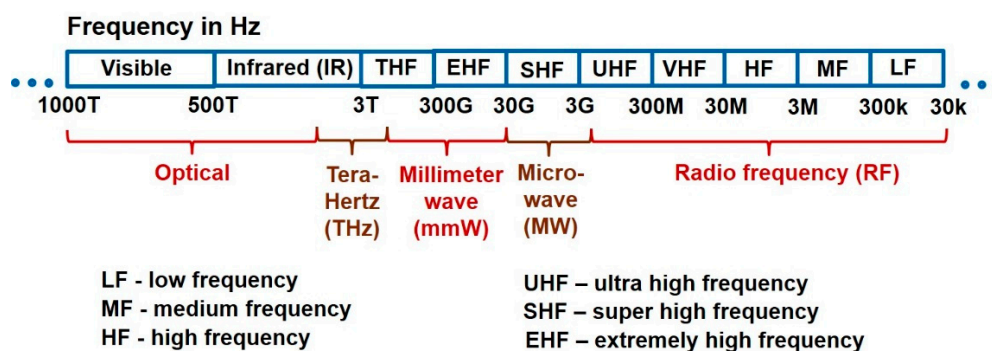 Frequency in Hz
Visible Infrared (IR) THF EHF SHF UHF VHF HF MF LF
1000T 500T 3T 300G 30G 3G 300M 30M 3M 300k 30k
Optical Tera- Millimeter Micro- Radio frequency (RF)
Hertz wave wave
(THz) (mmW) (MW)
LF - low frequency
MF - medium frequency
HF - high frequency
UHF – ultra high frequency
SHF – super high frequency
EHF – extremely high frequency